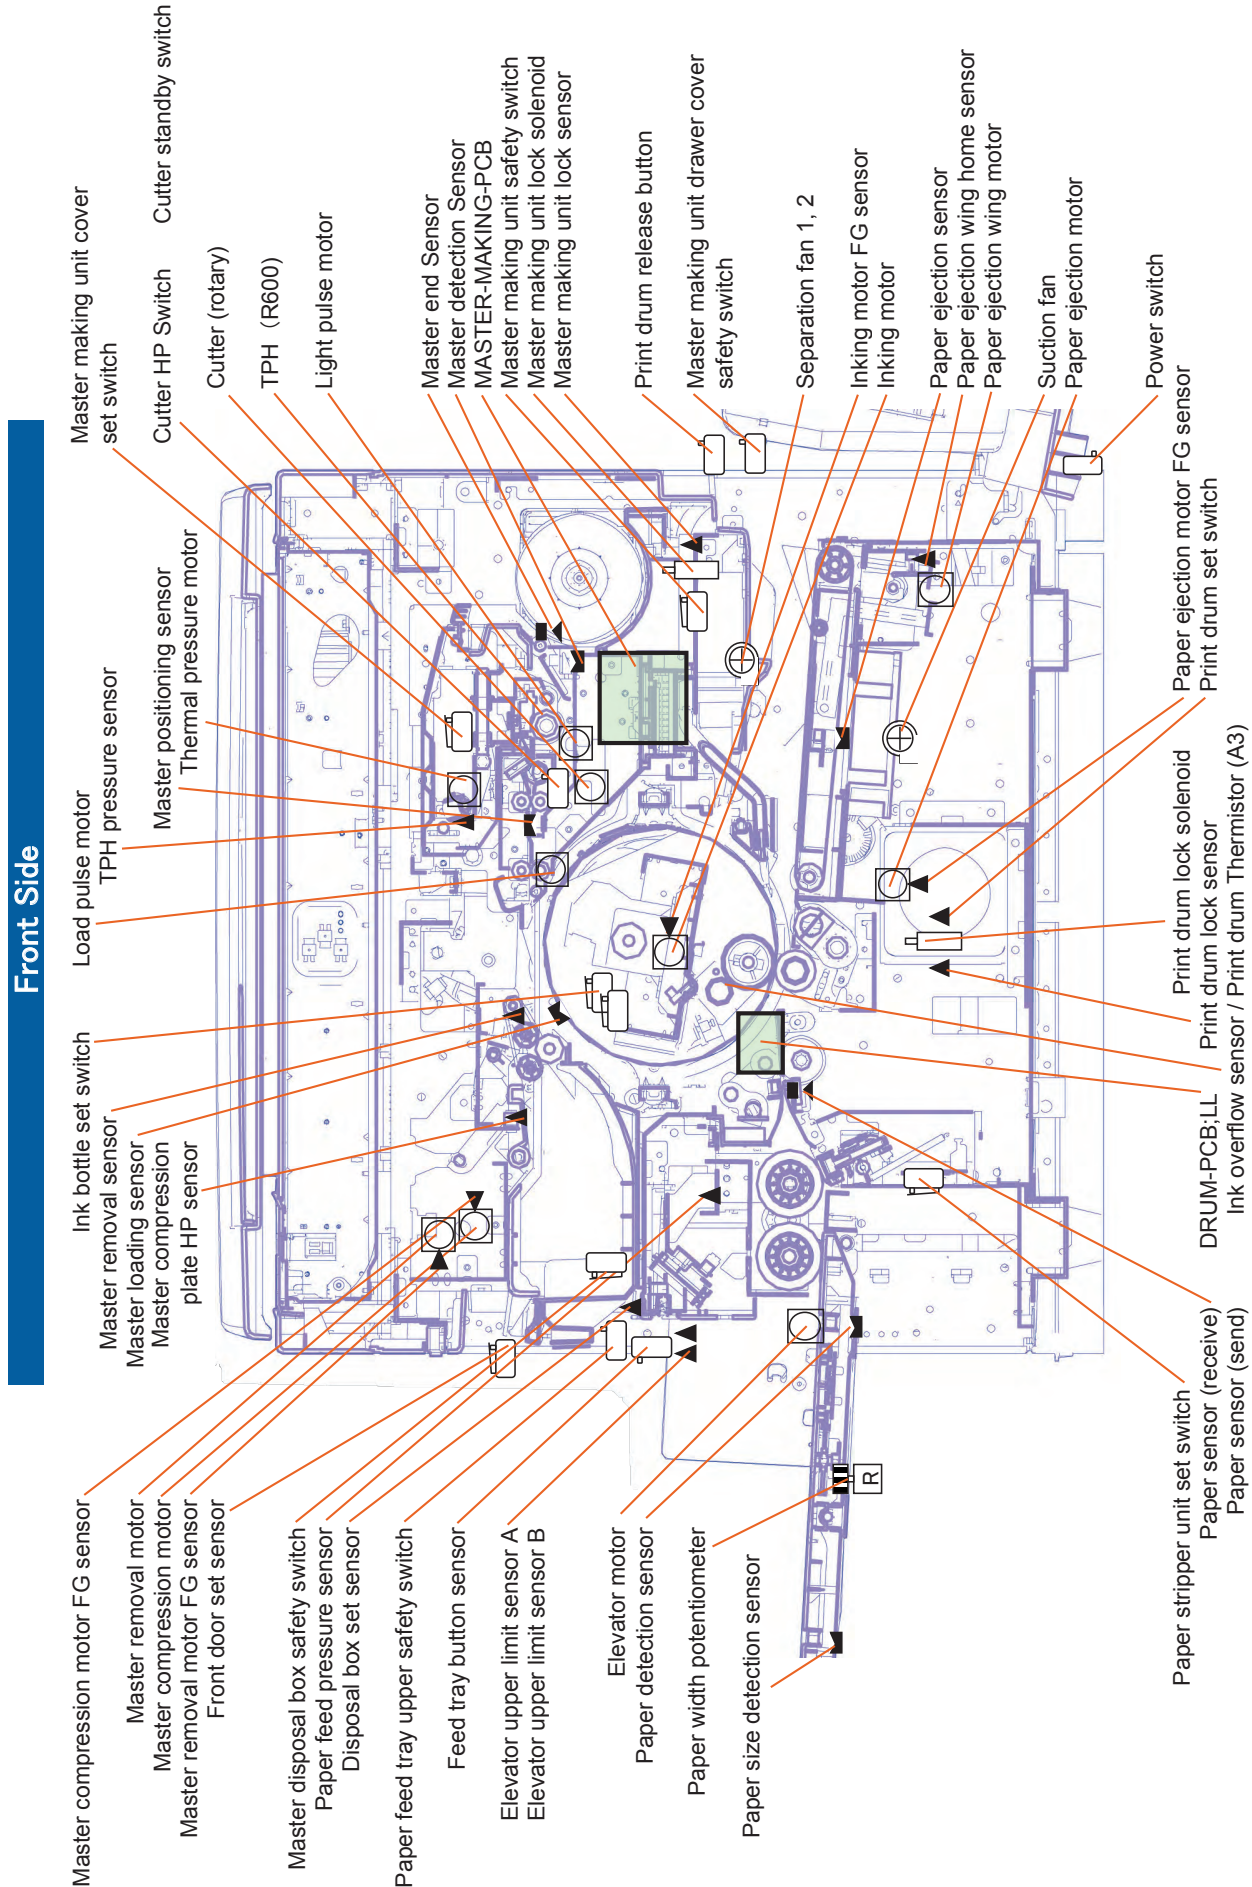 Front Side
Master compression motor FG sensor
Master removal motor
Master compression motor
Master removal motor FG sensor
Front door set sensor
Master disposal box safety switch
Paper feed pressure sensor
Disposal box set sensor
Paper feed tray upper safety switch
Feed tray button sensor
Elevator upper limit sensor A
Elevator upper limit sensor B
Elevator motor
Paper detection sensor
Paper width potentiometer
Paper size detection sensor
Ink bottle set switch
Master removal sensor
Master loading sensor
Master compression
plate HP sensor
Load pulse motor
TPH pressure sensor
Master positioning sensor
Thermal pressure motor
Master making unit cover
set switch
Cutter HP Switch
Cutter standby switch
Cutter (rotary)
TPH (R600)
Light pulse motor
Master end Sensor
Master detection Sensor
MASTER-MAKING-PCB
Master making unit safety switch
Master making unit lock solenoid
Master making unit lock sensor
Print drum release button
Master making unit drawer cover
safety switch
Separation fan 1, 2
Inking motor FG sensor
Inking motor
Paper ejection sensor
Paper ejection wing home sensor
Paper ejection wing motor
Suction fan
Paper ejection motor
Power switch
Paper ejection motor FG sensor
Print drum set switch
Print drum lock solenoid
Print drum lock sensor
Ink overflow sensor / Print drum Thermistor (A3)
DRUM-PCB;LL
Paper stripper unit set switch
Paper sensor (receive)
Paper sensor (send)
R